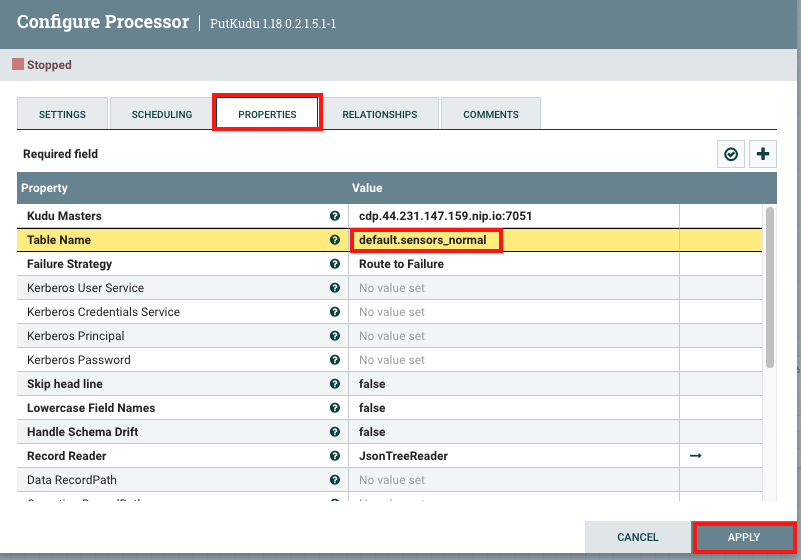 Configure Processor | PutKudu 1.18.0.2.1.5.1-1
Stopped
SETTINGS SCHEDULING PROPERTIES RELATIONSHIPS COMMENTS
Required field
Property Value
Kudu Masters cdp.44.231.147.159.nip.io:7051
Table Name default.sensors_normal
Failure Strategy Route to Failure
Kerberos User Service No value set
Kerberos Credentials Service No value set
Kerberos Principal No value set
Kerberos Password No value set
Skip head line false
Lowercase Field Names false
Handle Schema Drift false
Record Reader JsonTreeReader
Data RecordPath No value set
CANCEL APPLY